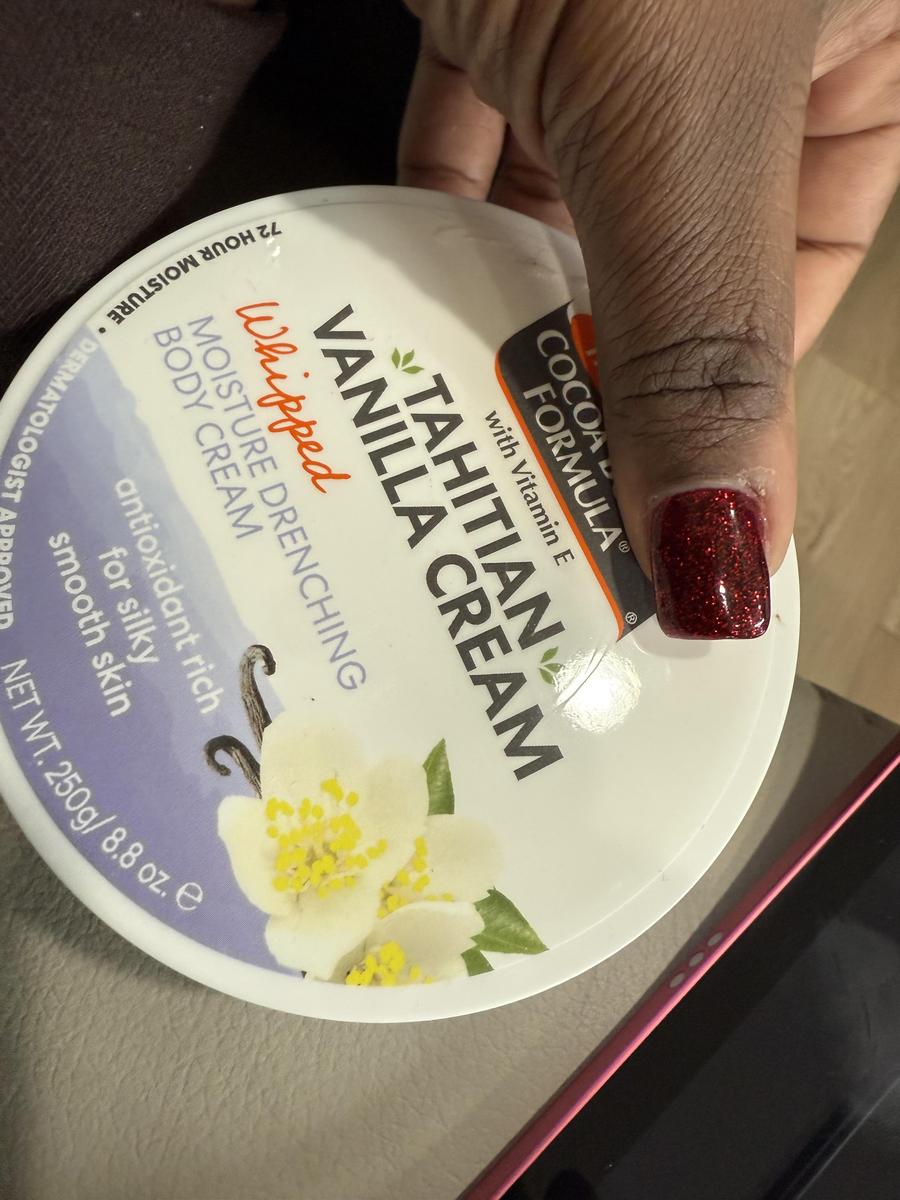 COCOA
FORMULA®
®
with Vitamin E
TAHITIAN
VANILLA CREAM
Whipped
MOISTURE DRENCHING
BODY CREAM
antioxidant rich
for silky
smooth skin
72 HOUR MOISTURE • DERMATOLOGIST APPROVED
NET WT. 250g/ 8.8 oz. ℮